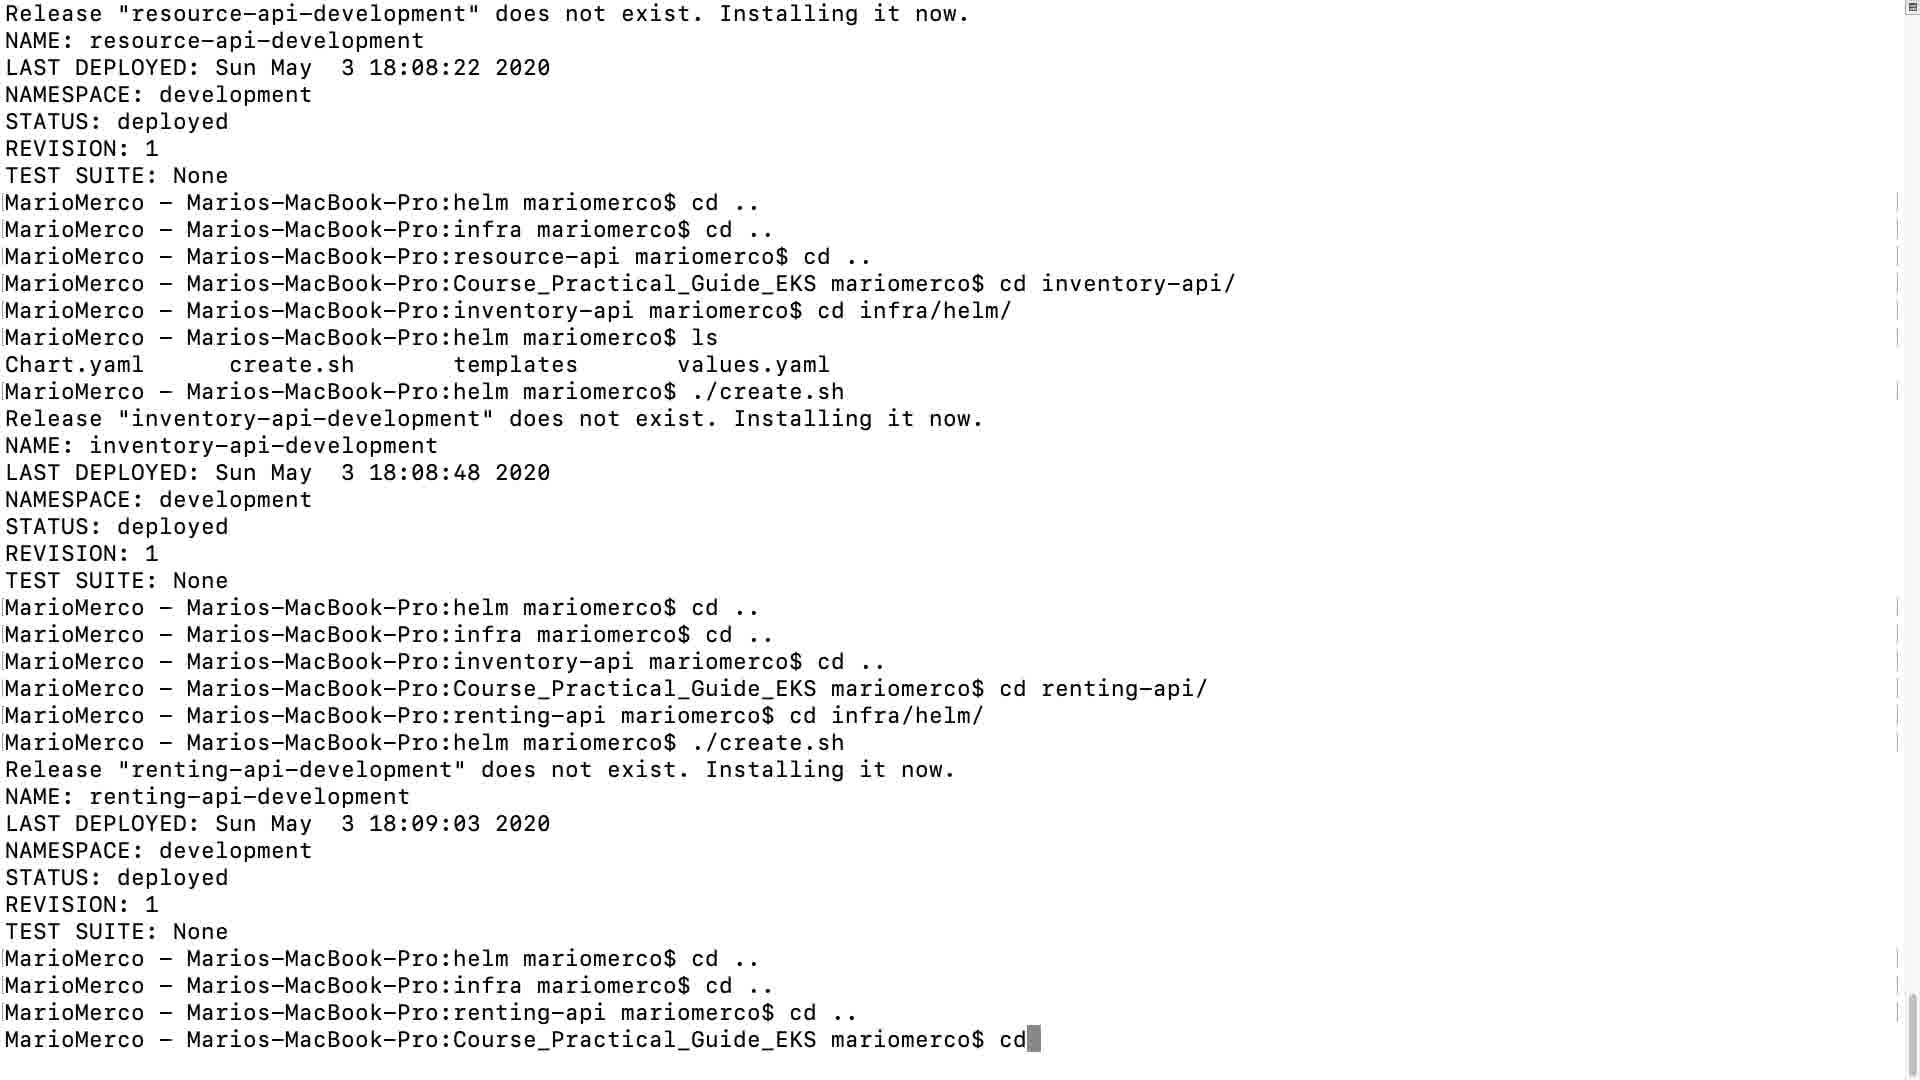 Release "resource-api-development" does not exist. Installing it now.
NAME: resource-api-development
LAST DEPLOYED: Sun May  3 18:08:22 2020
NAMESPACE: development
STATUS: deployed
REVISION: 1
TEST SUITE: None
MarioMerco - Marios-MacBook-Pro:helm mariomerco$ cd ..
MarioMerco - Marios-MacBook-Pro:infra mariomerco$ cd ..
MarioMerco - Marios-MacBook-Pro:resource-api mariomerco$ cd ..
MarioMerco - Marios-MacBook-Pro:Course_Practical_Guide_EKS mariomerco$ cd inventory-api/
MarioMerco - Marios-MacBook-Pro:inventory-api mariomerco$ cd infra/helm/
MarioMerco - Marios-MacBook-Pro:helm mariomerco$ ls
Chart.yaml      create.sh       templates       values.yaml
MarioMerco - Marios-MacBook-Pro:helm mariomerco$ ./create.sh
Release "inventory-api-development" does not exist. Installing it now.
NAME: inventory-api-development
LAST DEPLOYED: Sun May  3 18:08:48 2020
NAMESPACE: development
STATUS: deployed
REVISION: 1
TEST SUITE: None
MarioMerco - Marios-MacBook-Pro:helm mariomerco$ cd ..
MarioMerco - Marios-MacBook-Pro:infra mariomerco$ cd ..
MarioMerco - Marios-MacBook-Pro:inventory-api mariomerco$ cd ..
MarioMerco - Marios-MacBook-Pro:Course_Practical_Guide_EKS mariomerco$ cd renting-api/
MarioMerco - Marios-MacBook-Pro:renting-api mariomerco$ cd infra/helm/
MarioMerco - Marios-MacBook-Pro:helm mariomerco$ ./create.sh
Release "renting-api-development" does not exist. Installing it now.
NAME: renting-api-development
LAST DEPLOYED: Sun May  3 18:09:03 2020
NAMESPACE: development
STATUS: deployed
REVISION: 1
TEST SUITE: None
MarioMerco - Marios-MacBook-Pro:helm mariomerco$ cd ..
MarioMerco - Marios-MacBook-Pro:infra mariomerco$ cd ..
MarioMerco - Marios-MacBook-Pro:renting-api mariomerco$ cd ..
MarioMerco - Marios-MacBook-Pro:Course_Practical_Guide_EKS mariomerco$ cd